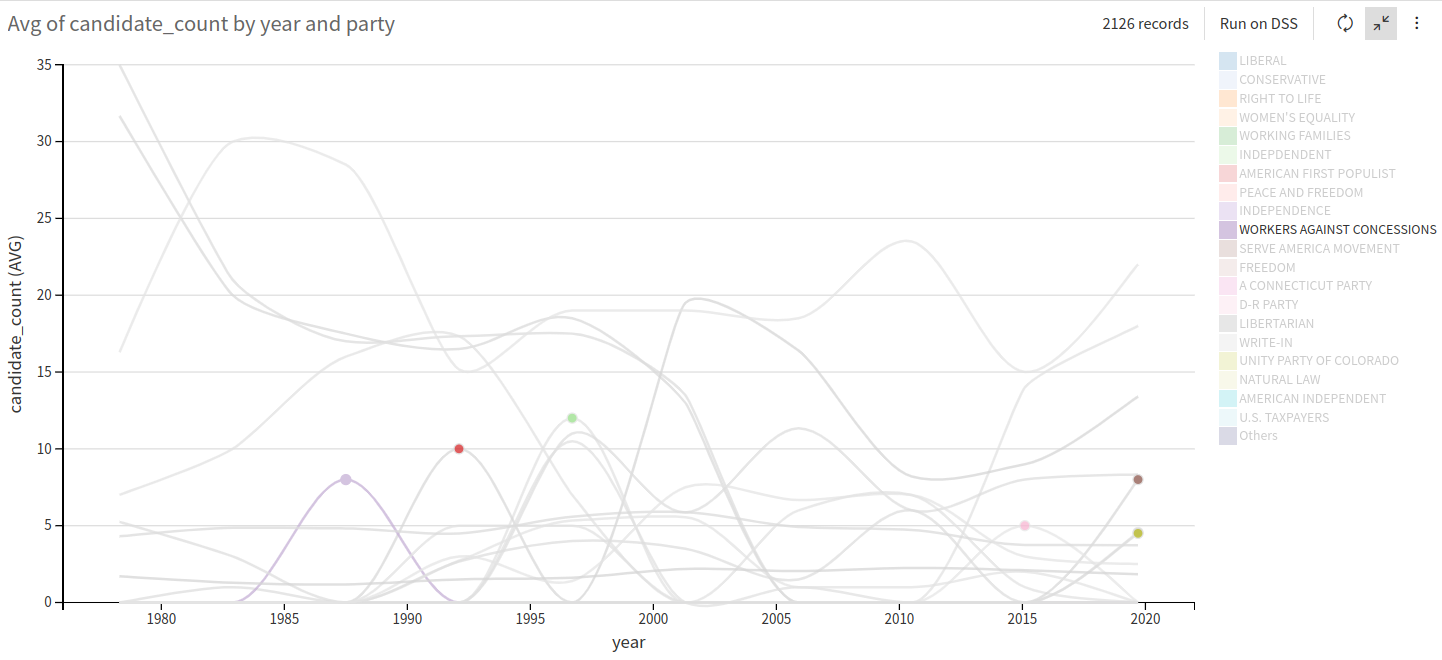 Avg of candidate_count by year and party
2126 records
Run on DSS
candidate_count (AVG)
35
30
25
20
15
10
5
0
1980
1985
1990
1995
2000
2005
2010
2015
2020
year
LIBERAL
CONSERVATIVE
RIGHT TO LIFE
WOMEN'S EQUALITY
WORKING FAMILIES
INDEPDENDENT
AMERICAN FIRST POPULIST
PEACE AND FREEDOM
INDEPENDENCE
WORKERS AGAINST CONCESSIONS
SERVE AMERICA MOVEMENT
FREEDOM
A CONNECTICUT PARTY
D-R PARTY
LIBERTARIAN
WRITE-IN
UNITY PARTY OF COLORADO
NATURAL LAW
AMERICAN INDEPENDENT
U.S. TAXPAYERS
Others